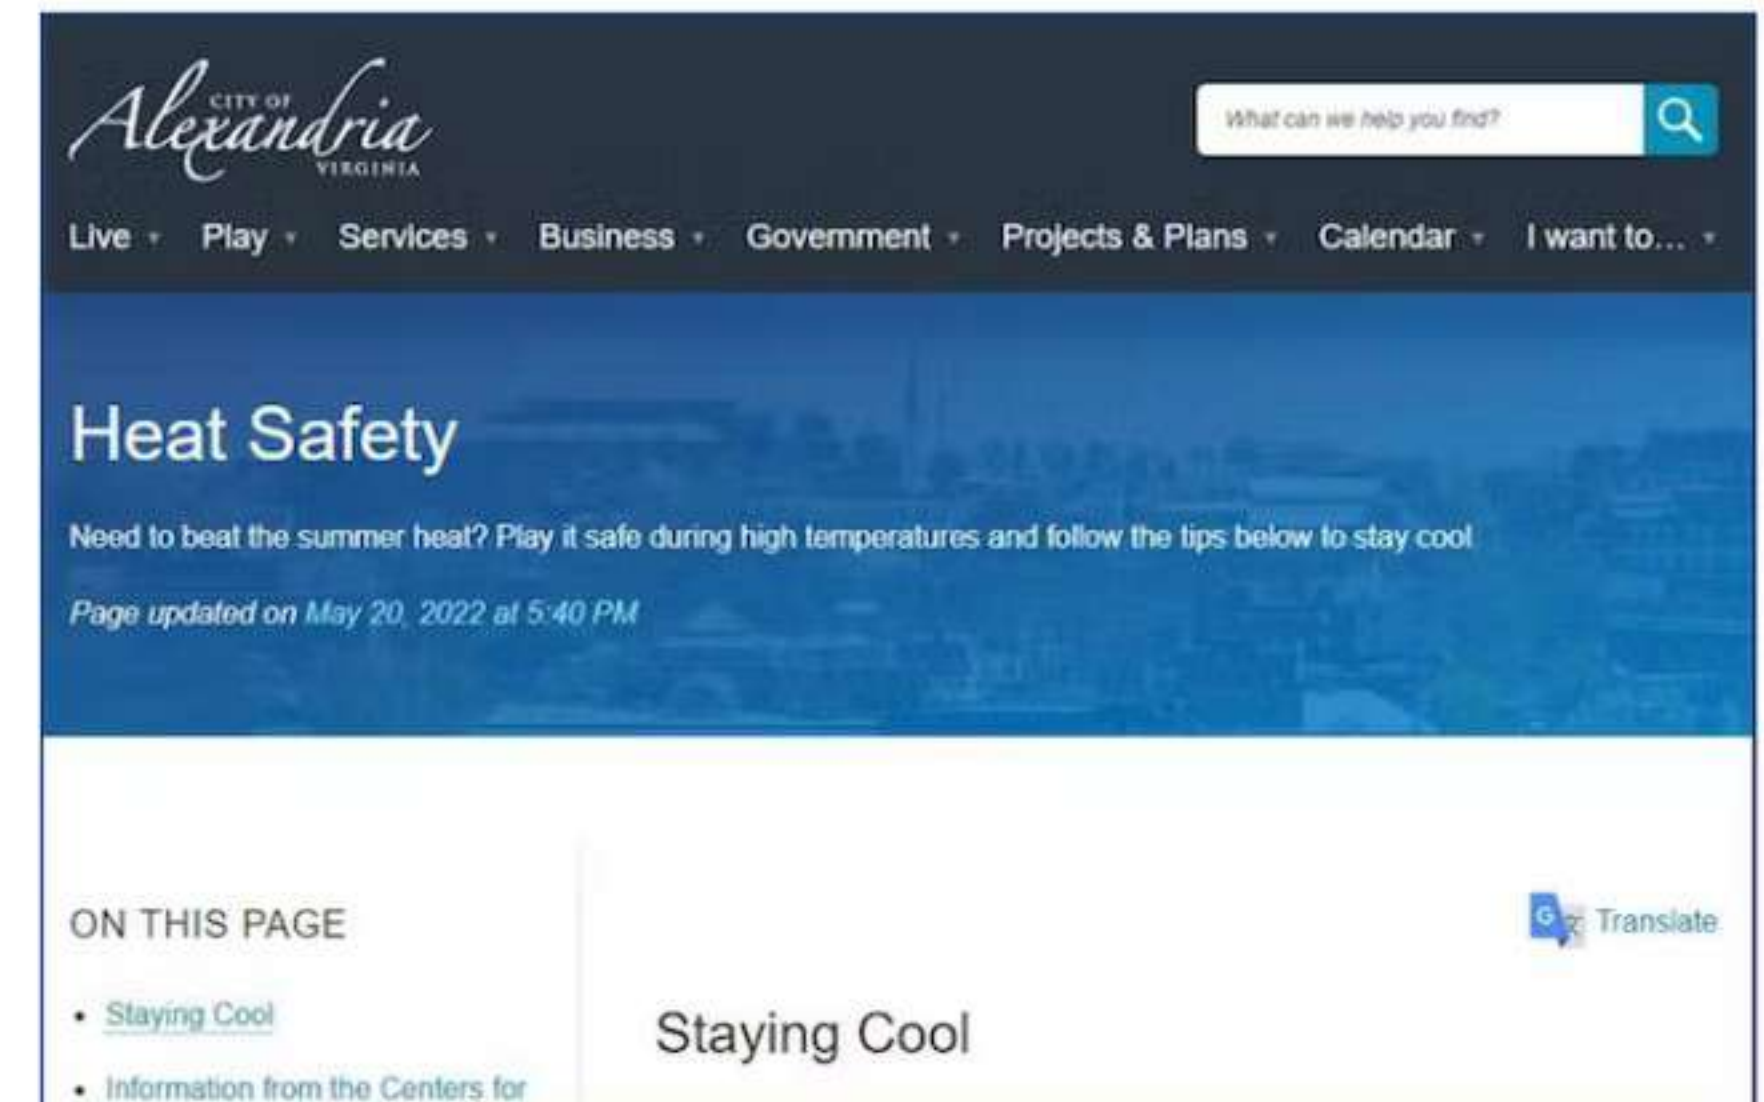 CITY OF
Alexandria
VIRGINIA
What can we help you find?
Live Play Services Business Government Projects & Plans Calendar I want to...
Heat Safety
Need to beat the summer heat? Play it safe during high temperatures and follow the tips below to stay cool
Page updated on May 20, 2022 at 5:40 PM
ON THIS PAGE
G Translate
Staying Cool
Staying Cool
Information from the Centers for